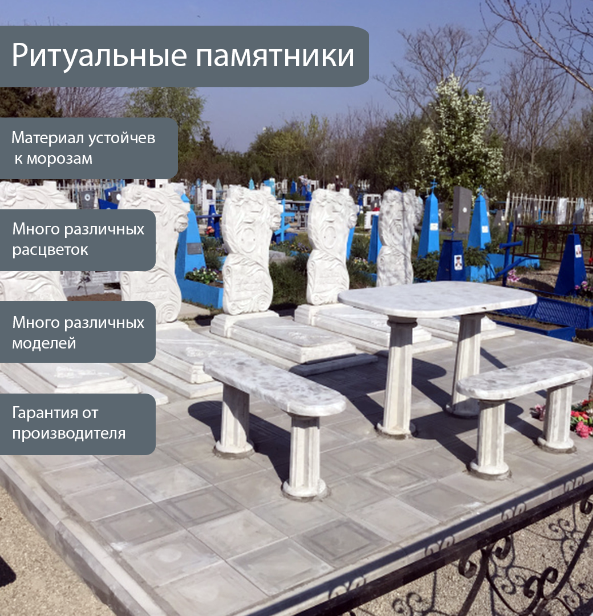 Ритуальные памятники
Материал устойчев
к морозам
Много различных
расцветок
Много различных
моделей
Гарантия от
производителя